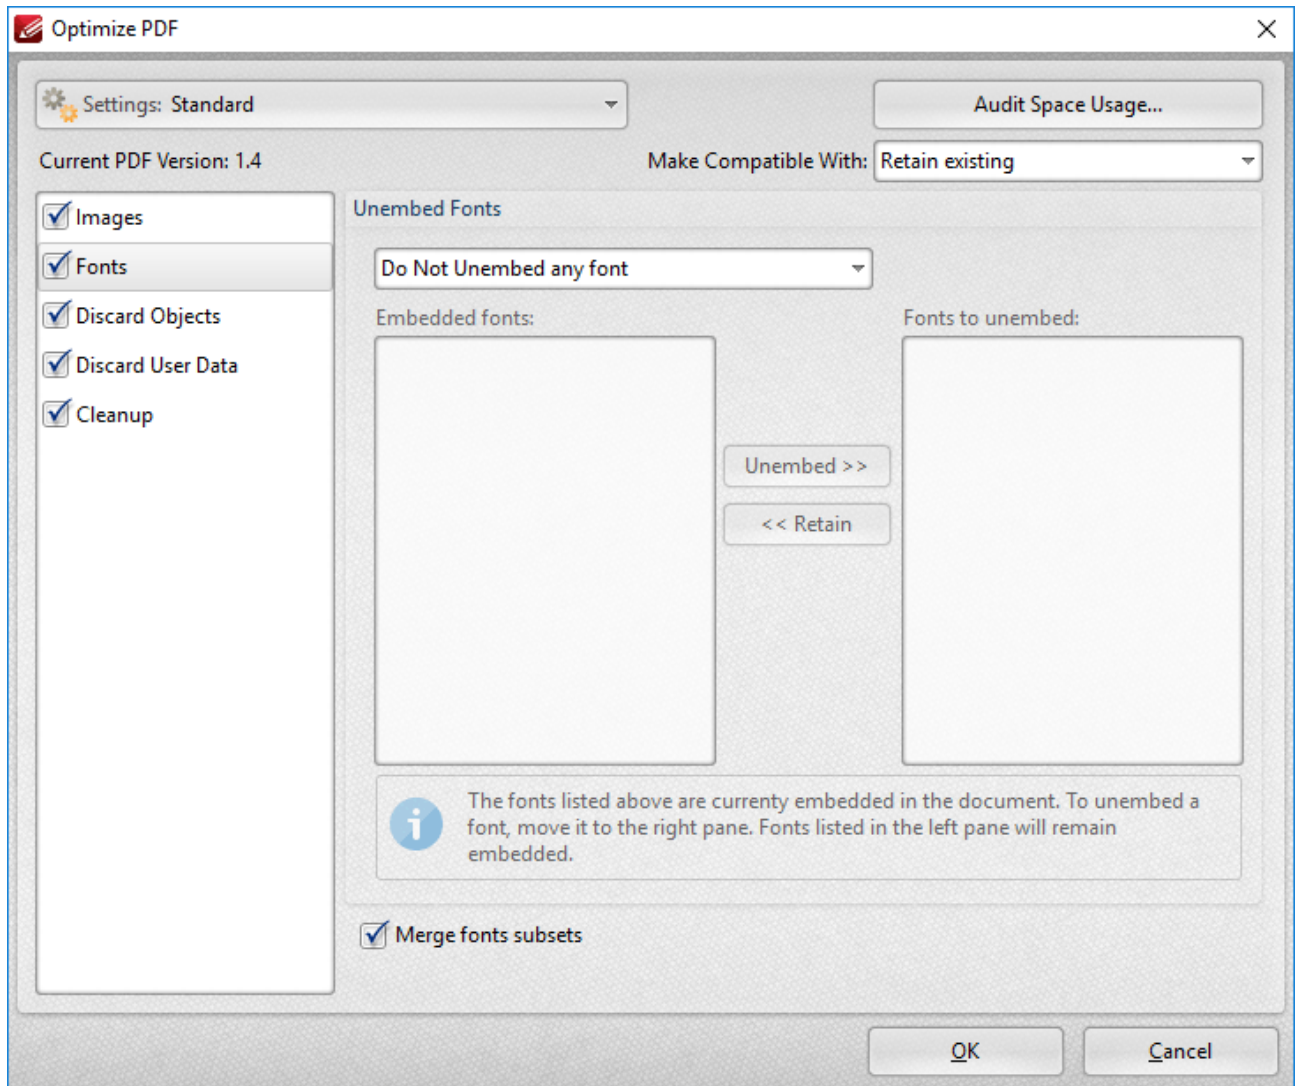 Optimize PDF
Settings: Standard
Audit Space Usage...
Current PDF Version: 1.4
Make Compatible With: Retain existing
Images
Fonts
Discard Objects
Discard User Data
Cleanup
Unembed Fonts
Do Not Unembed any font
Embedded fonts:
Fonts to unembed:
Unembed >>
<< Retain
The fonts listed above are currenty embedded in the document. To unembed a
font, move it to the right pane. Fonts listed in the left pane will remain
embedded.
Merge fonts subsets
OK
Cancel